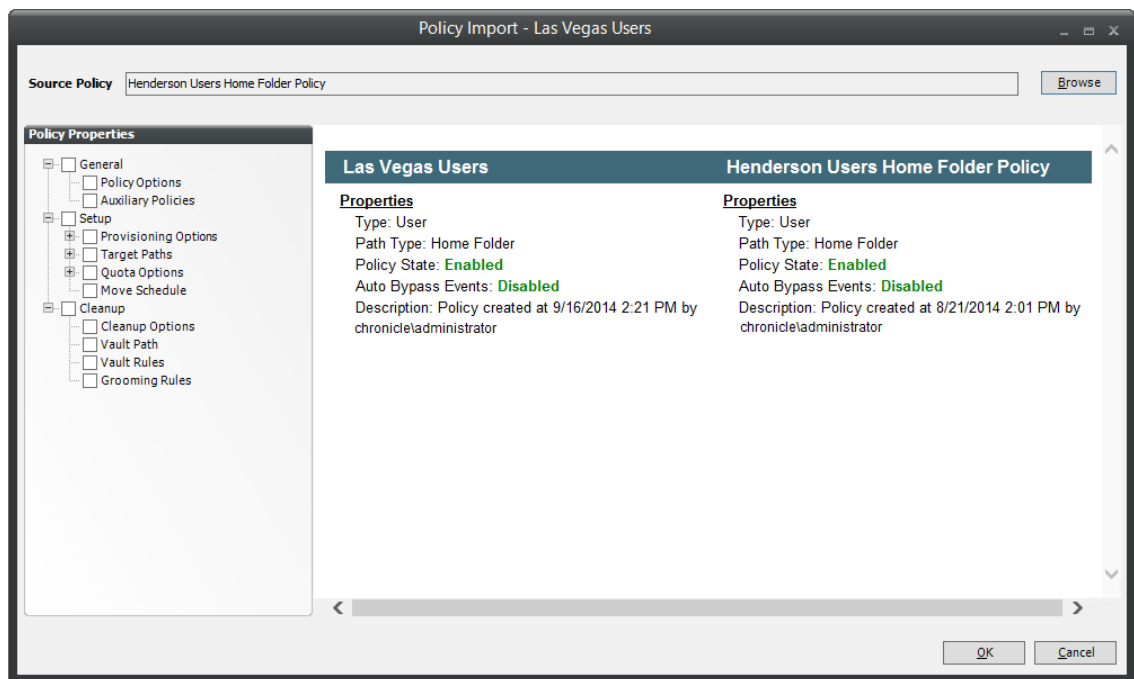 Policy Import - Las Vegas Users
Source Policy Henderson Users Home Folder Policy Browse
Policy Properties
General
Policy Options
Auxiliary Policies
Setup
Provisioning Options
Target Paths
Quota Options
Move Schedule
Cleanup
Cleanup Options
Vault Path
Vault Rules
Grooming Rules
Las Vegas Users
Properties
Type: User
Path Type: Home Folder
Policy State: Enabled
Auto Bypass Events: Disabled
Description: Policy created at 9/16/2014 2:21 PM by
chronicle\administrator
Henderson Users Home Folder Policy
Properties
Type: User
Path Type: Home Folder
Policy State: Enabled
Auto Bypass Events: Disabled
Description: Policy created at 8/21/2014 2:01 PM by
chronicle\administrator
OK Cancel